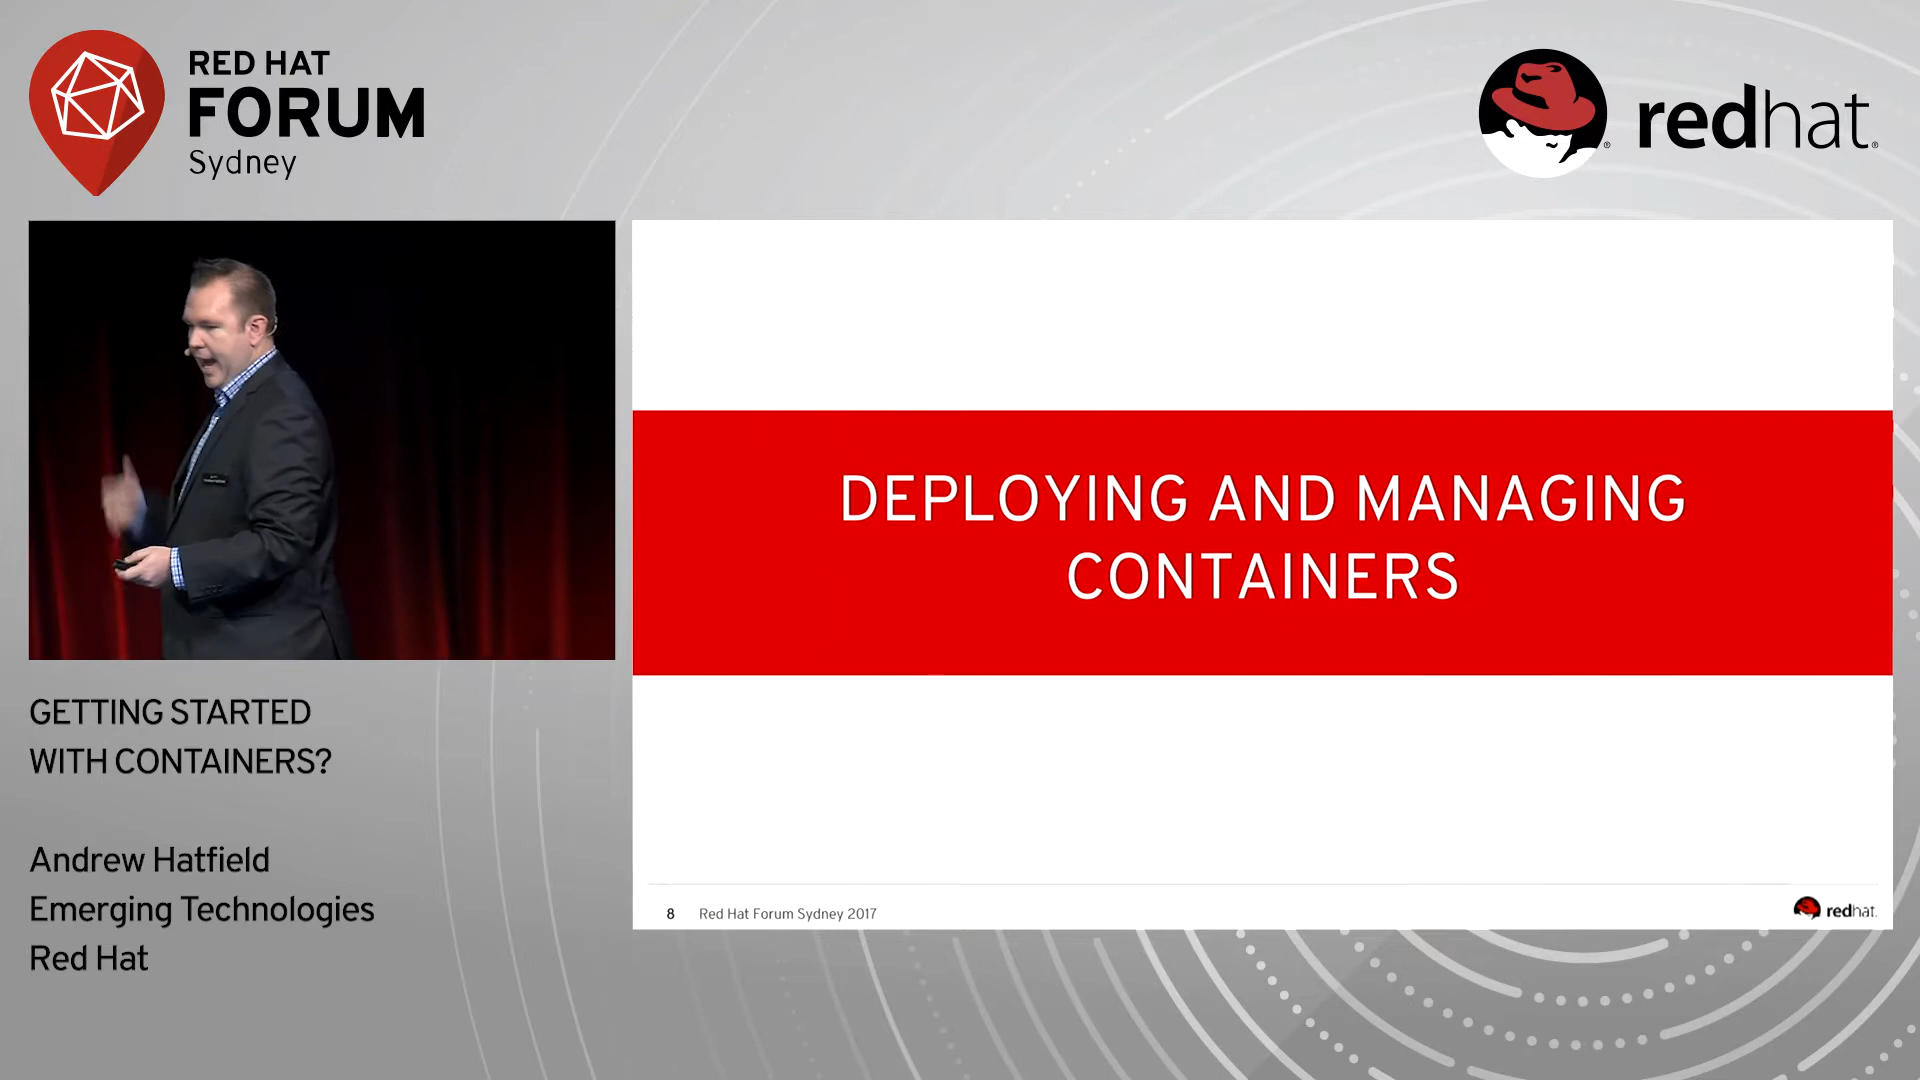 RED HAT
FORUM
Sydney
redhat.
DEPLOYING AND MANAGING
CONTAINERS
GETTING STARTED
WITH CONTAINERS?
Andrew Hatfield
Emerging Technologies
Red Hat
8 Red Hat Forum Sydney 2017
redhat.